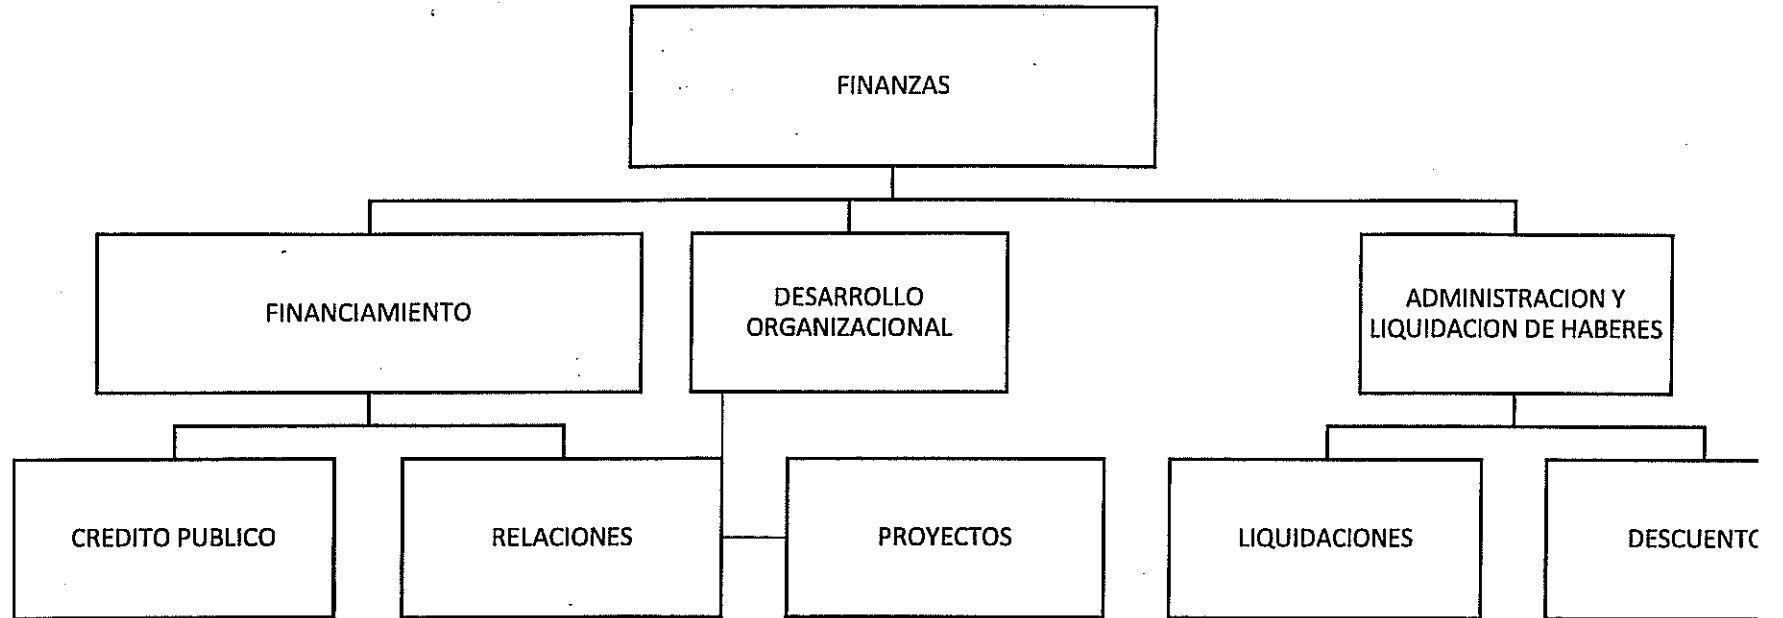 FINANZAS
FINANCIAMIENTO
DESARROLLO
ORGANIZACIONAL
ADMINISTRACION Y
LIQUIDACION DE HABERES
CREDITO PUBLICO
RELACIONES
PROYECTOS
LIQUIDACIONES